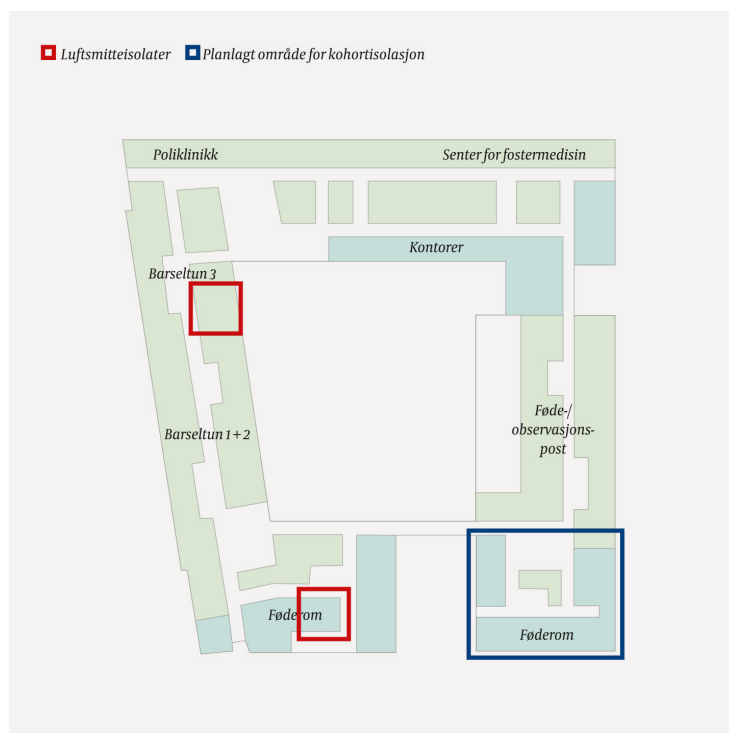 Luftsmitteisolater Planlagt område for kohortisolasjon
Poliklinikk Senter for fostermedisin
Kontorer
Barseltun 3
Barseltun 1+2
Føde-/
observasjons-
post
Føderom
Føderom